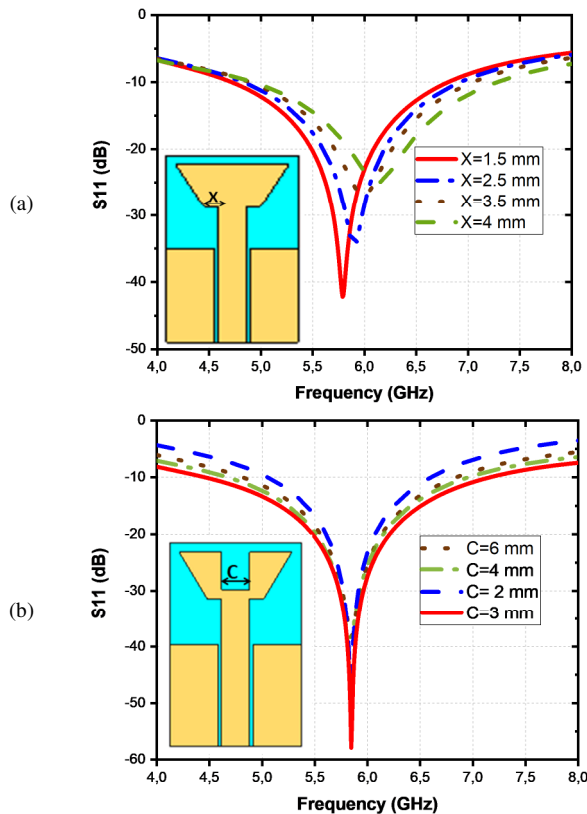 (a)
S11 (dB)
0
-10
-20
-30
-40
-50
X
X=1.5 mm
X=2.5 mm
X=3.5 mm
X=4 mm
4,0 4,5 5,0 5,5 6,0 6,5 7,0 7,5 8,0
Frequency (GHz)
(b)
S11 (dB)
0
-10
-20
-30
-40
-50
-60
C
C=6 mm
C=4 mm
C= 2 mm
C=3 mm
4,0 4,5 5,0 5,5 6,0 6,5 7,0 7,5 8,0
Frequency (GHz)